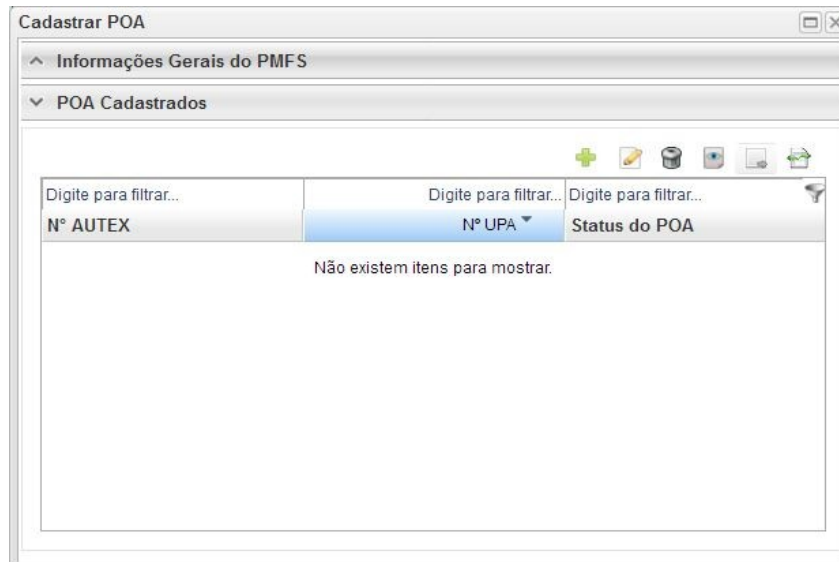 Cadastrar POA
Informações Gerais do PMFS
POA Cadastrados
Digite para filtrar... Digite para filtrar... Digite para filtrar...
N° AUTEX Nº UPA Status do POA
Não existem itens para mostrar.